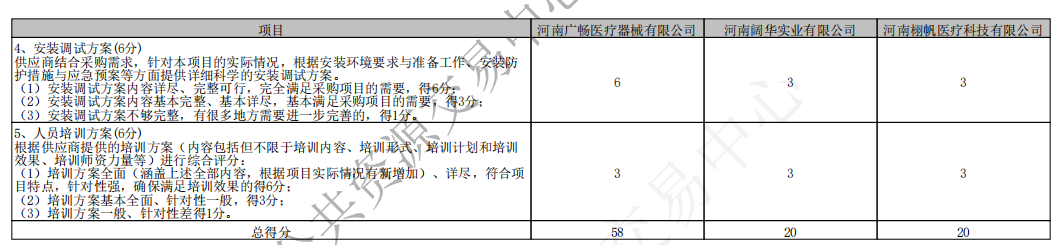 项目 河南广畅医疗器械有限公司 河南阔华实业有限公司 河南栩帆医疗科技有限公司
4、安装调试方案(6分)
供应商结合采购需求，针对本项目的实际情况，根据安装环境要求与准备工作、安装防
护措施与应急预案等方面提供详细科学的安装调试方案。
（1）安装调试方案内容详尽、完整可行，完全满足采购项目的需要，得6分；
（2）安装调试方案内容基本完整、基本详尽，基本满足采购项目的需要，得3分；
（3）安装调试方案不够完整，有很多地方需要进一步完善的，得1分。
6 3 3
5、人员培训方案(6分)
根据供应商提供的培训方案（内容包括但不限于培训内容、培训形式、培训计划和培训
效果、培训师资力量等）进行综合评分：
（1）培训方案全面（涵盖上述全部内容，根据项目实际情况有新增加）、详尽，符合项
目特点，针对性强，确保满足培训效果的得6分；
（2）培训方案基本全面、针对性一般，得3分；
（3）培训方案一般、针对性差得1分。
3 3 3
总得分 58 20 20
公共资源交易中心
交易中心